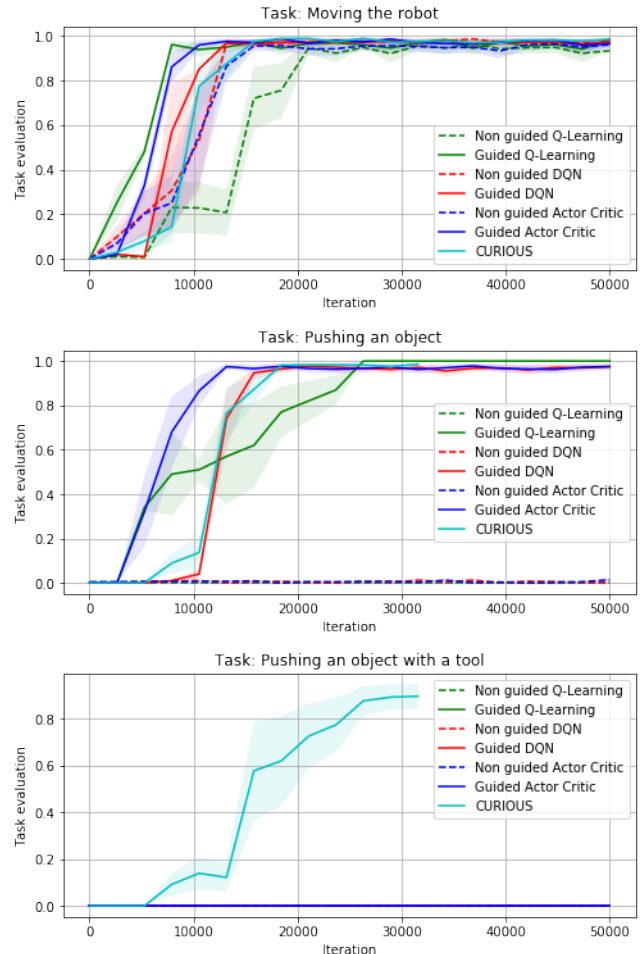 Task: Moving the robot
1.0
0.8
0.6
0.4
0.2
0.0
Task evaluation
Non guided Q-Learning
Guided Q-Learning
Non guided DQN
Guided DQN
Non guided Actor Critic
Guided Actor Critic
CURIOUS
0 10000 20000 30000 40000 50000
Iteration
Task: Pushing an object
1.0
0.8
0.6
0.4
0.2
0.0
Task evaluation
Non guided Q-Learning
Guided Q-Learning
Non guided DQN
Guided DQN
Non guided Actor Critic
Guided Actor Critic
CURIOUS
0 10000 20000 30000 40000 50000
Iteration
Task: Pushing an object with a tool
0.8
0.6
0.4
0.2
0.0
Task evaluation
Non guided Q-Learning
Guided Q-Learning
Non guided DQN
Guided DQN
Non guided Actor Critic
Guided Actor Critic
CURIOUS
0 10000 20000 30000 40000 50000
Iteration